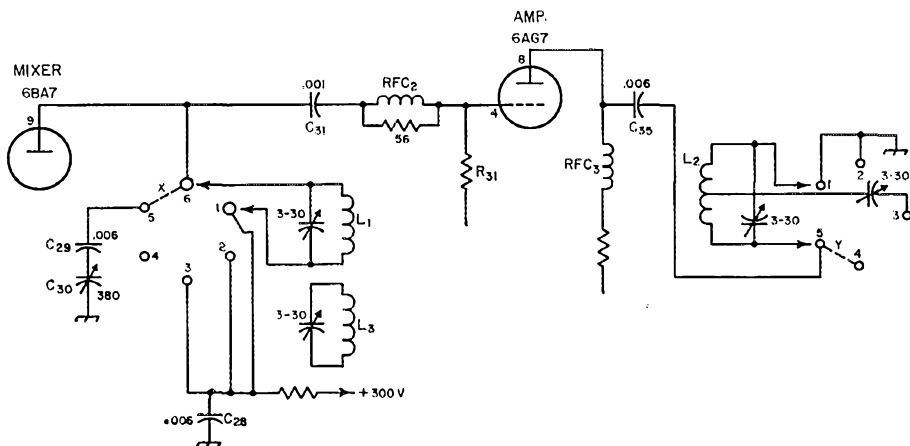 AMP.
6AG7
8
MIXER
6BA7
9
.001
C31
RFC2
56
4
R31
.006
C35
RFC3
L2
3-30
1
2
3-30
3
5
Y
4
X
6
5
1
3-30
L1
C29
.006
4
2
3
C30
380
3-30
L3
+300V
.006
C28